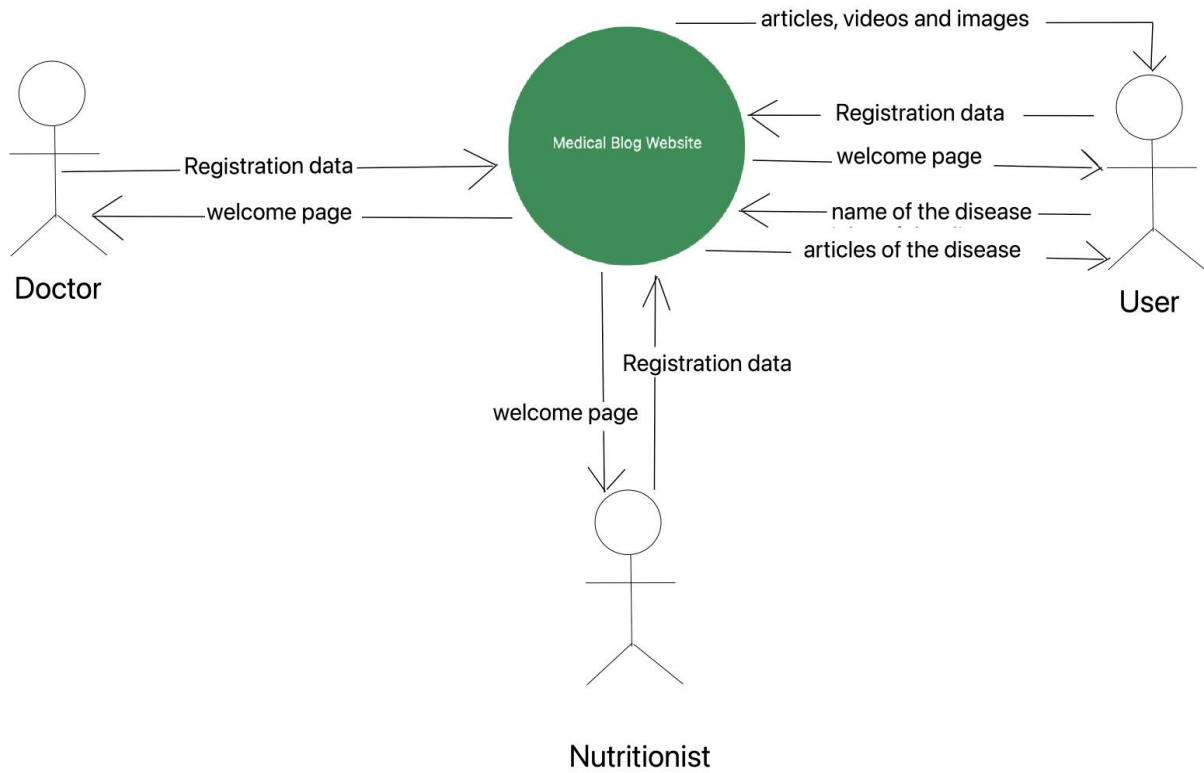 articles, videos and images
Medical Blog Website
Registration data
welcome page
Registration data
welcome page
name of the disease
articles of the disease
Doctor
User
Registration data
welcome page
Nutritionist